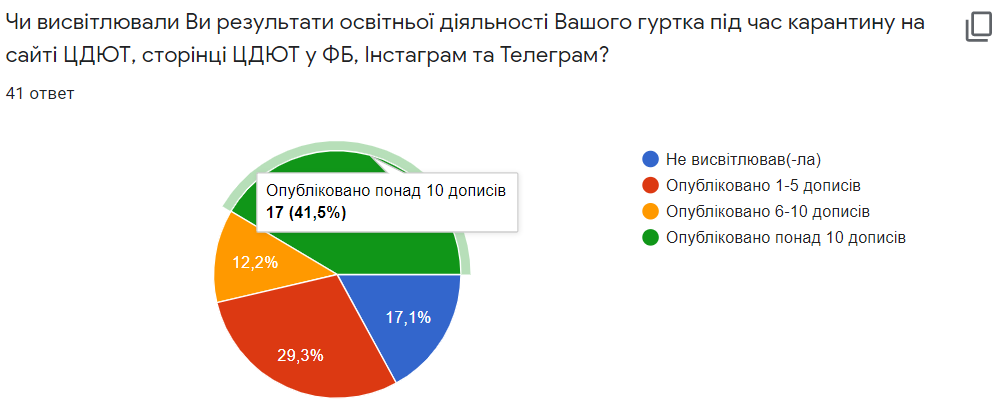 Чи висвітлювали Ви результати освітньої діяльності Вашого гуртка під час карантину на
сайті ЦДЮТ, сторінці ЦДЮТ у ФБ, Інстаграм та Телеграм?
41 ответ
Опубліковано понад 10 дописів
17 (41,5%)
12,2%
17,1%
29,3%
Не висвітлював(-ла)
Опубліковано 1-5 дописів
Опубліковано 6-10 дописів
Опубліковано понад 10 дописів